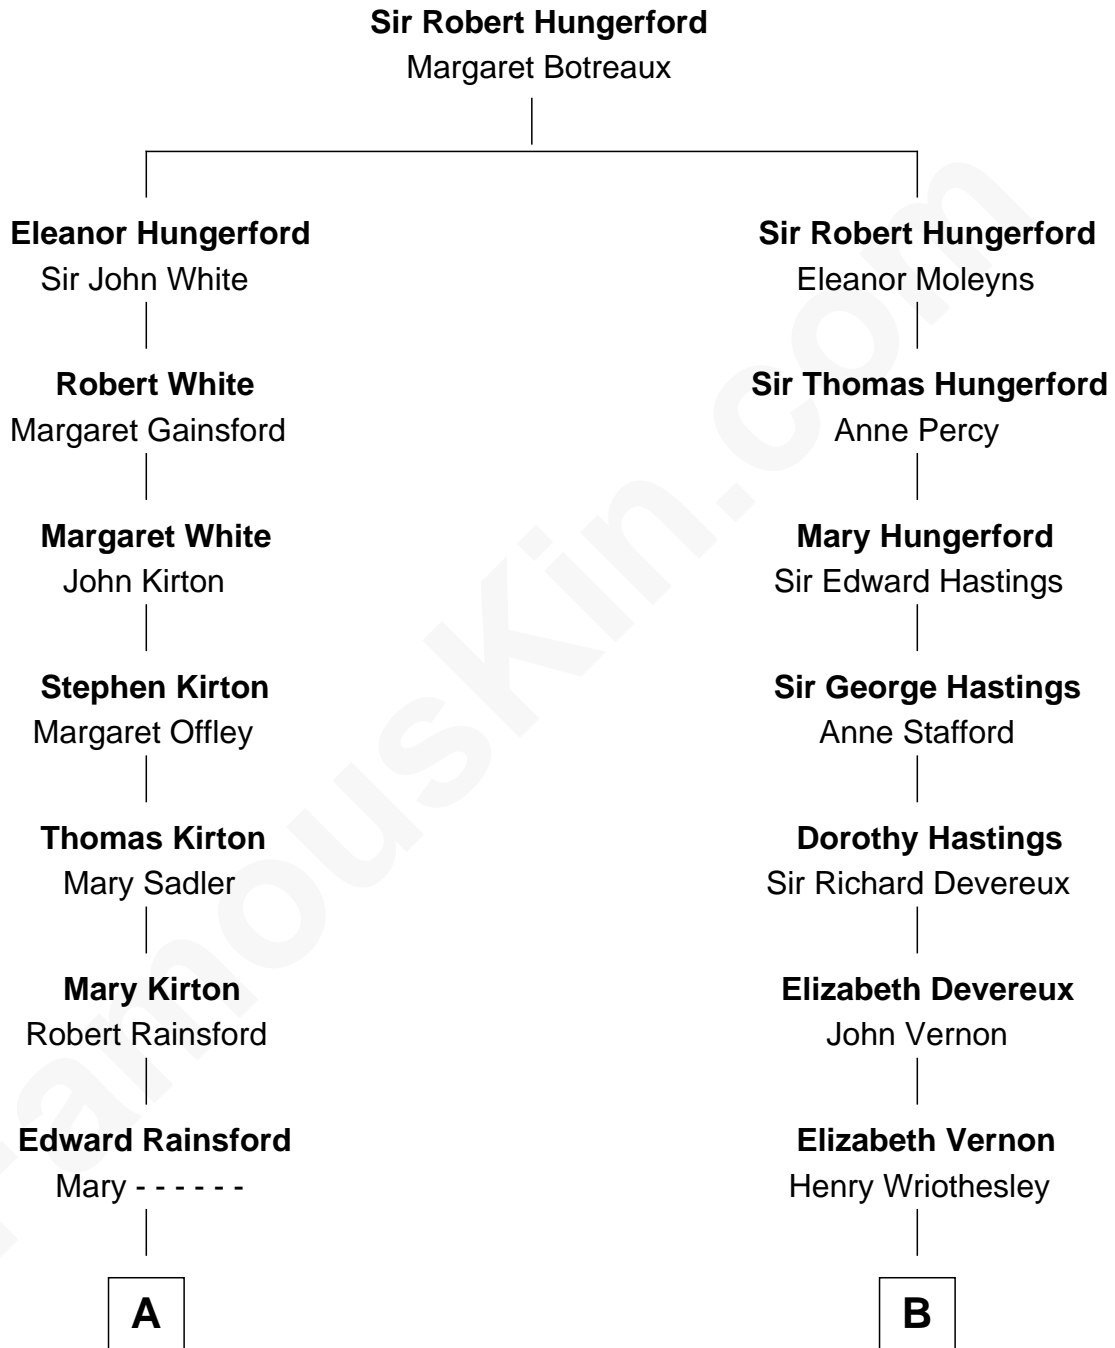 Sir Robert Hungerford
Margaret Botreaux
Eleanor Hungerford
Sir John White
Sir Robert Hungerford
Eleanor Moleyns
Robert White
Margaret Gainsford
Sir Thomas Hungerford
Anne Percy
Margaret White
John Kirton
Mary Hungerford
Sir Edward Hastings
Stephen Kirton
Margaret Offley
Sir George Hastings
Anne Stafford
Thomas Kirton
Mary Sadler
Dorothy Hastings
Sir Richard Devereux
Mary Kirton
Robert Rainsford
Elizabeth Devereux
John Vernon
Edward Rainsford
Mary - - - - - -
Elizabeth Vernon
Henry Wriothesley
A
B
FamousKin.com